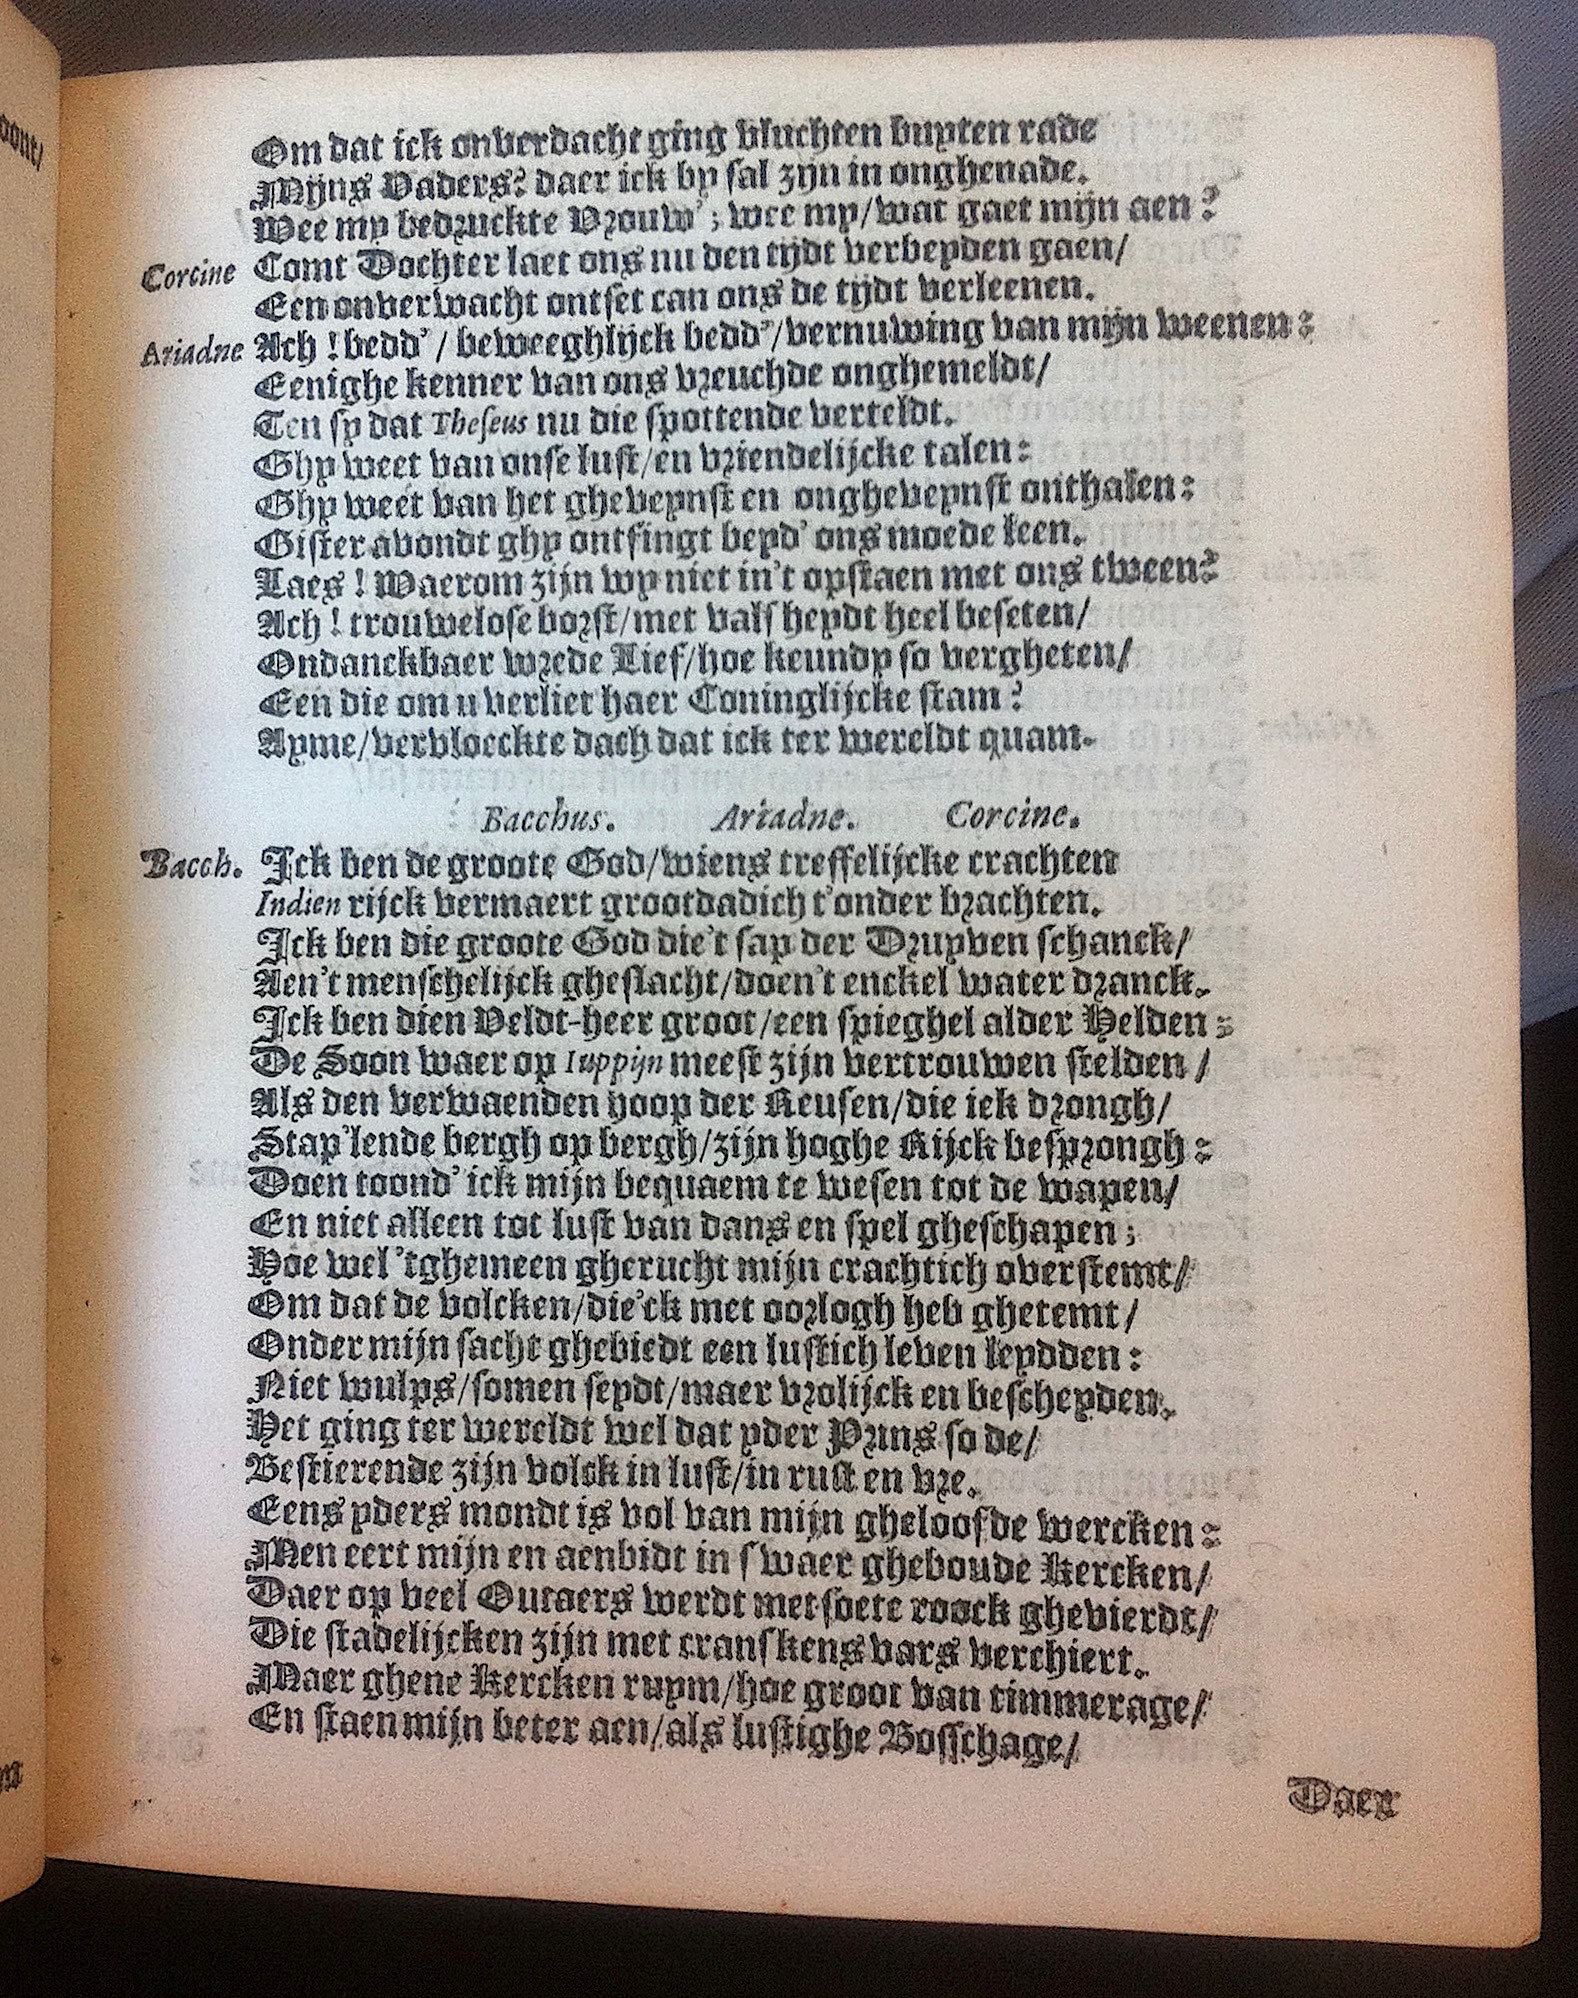 Om dat ick onverdacht ging vluchten buyten rade
Mijns Vaders? daer ick by sal zijn in onghenade.
Wee my bedruckte Vrouw'; wee my/wat gaet mijn aen?
Corcine Comt Dochter laet ons nu den tijdt verbeyden gaen/
Een onverwacht ontset can ons de tijdt verleenen.
Ariadne Ach! bedd'/ beweeghlijck bedd'/vernuwing van mijn weenen:
Eenighe kenner van ons vreuchde onghemeldt/
Ten sy dat Theseus nu die spottende verteldt.
Ghy weet van onse lust/en vriendelijcke talen:
Ghy weet van het gheveynst en ongheveynst onthalen:
Gister avondt ghy ontfingt beyd' ons moede leen.
Laes! Waerom zijn wy niet in't opstaen met ons tween?
Ach! trouwelose borst/met valsheydt heel beseten/
Ondanckbaer wrede Lief/hoe keundy so vergheten/
Een die om u verliet haer Coninglijcke stam?
Ayme/vervloeckte dach dat ick ter wereldt quam.
Bacchus. Ariadne. Corcine.
Bacch. Ick ben de groote God/wiens treffelijcke crachten
Indien rijck vermaert grootdadich t'onder brachten.
Ick ben die groote God die't sap der Druyven schanck/
Aen't menschelijck gheslacht/doen't enckel water dranck.
Ick ben dien Veldt-heer groot/een spieghel alder Helden:
De Soon waer op Iuppijn meest zijn vertrouwen stelden/
Als den verwaenden hoop der Reusen/die ick drongh/
Stap'lende bergh op bergh/zijn hoghe Rijck besprongh:
Doen toond' ick mijn bequaem te wesen tot de wapen/
En niet alleen tot lust van dans en spel gheschapen;
Hoe wel 'tghemeen gherucht mijn crachtich overstemt/
Om dat de volcken/die'ck met oorlogh heb ghetemt/
Onder mijn sacht ghebiedt een lustich leven leydden:
Niet wulps/somen seydt/maer vrolijck en bescheyden.
Het ging ter wereldt wel dat yder Prins so de/
Bestierende zijn volck in lust/in rust en vre.
Eens yders mondt is vol van mijn gheloofde wercken:
Men eert mijn en aenbidt in swaer gheboude kercken/
Daer op veel Outaers werdt met soete roock ghevierdt/
Die stadelijcken zijn met cranskens vars verchiert.
Maer ghene kercken ruym/hoe groot van timmerage/
En staen mijn beter aen/als lustighe Bosschage/
Daer